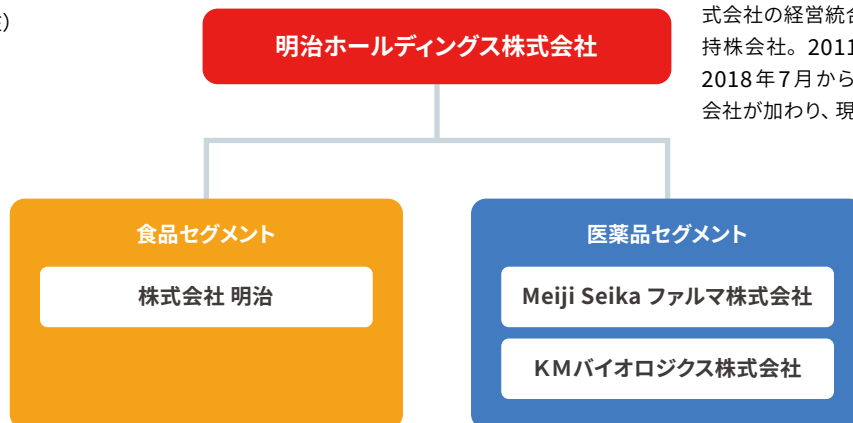 明治ホールディングス株式会社
式会社の経営統合
持株会社。2011
2018年7月から
会社が加わり、現
食品セグメント
株式会社 明治
医薬品セグメント
Meiji Seika ファルマ株式会社
KMバイオロジクス株式会社